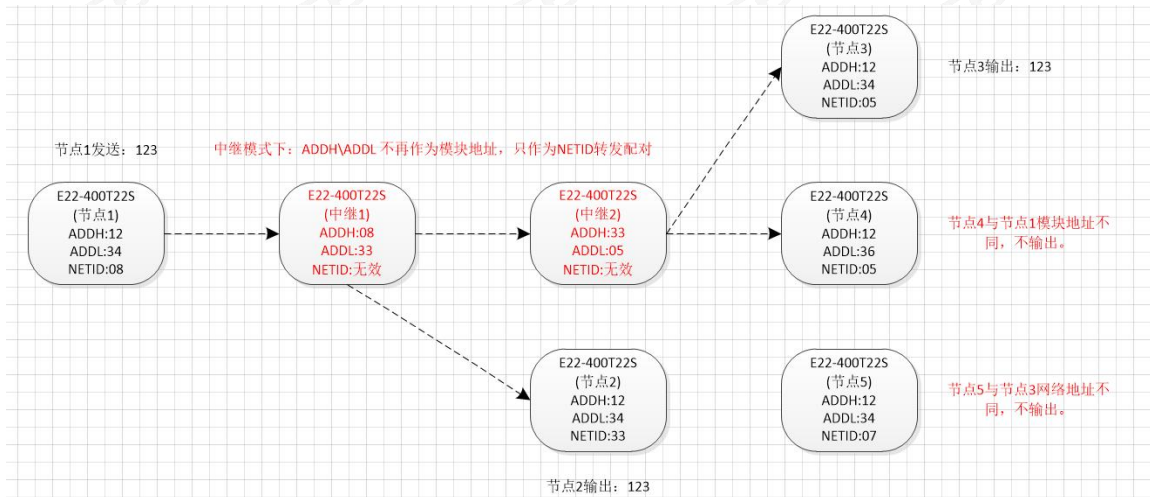 E22-400T22S
(节点3)
ADDH:12
ADDL:34
NETID:05
节点3输出：123
节点1发送：123
中继模式下：ADDH\ADDL 不再作为模块地址，只作为NETID转发配对
E22-400T22S
(节点1)
ADDH:12
ADDL:34
NETID:08
E22-400T22S
(中继1)
ADDH:08
ADDL:33
NETID:无效
E22-400T22S
(中继2)
ADDH:33
ADDL:05
NETID:无效
E22-400T22S
(节点4)
ADDH:12
ADDL:36
NETID:05
节点4与节点1模块地址不
同，不输出。
E22-400T22S
(节点2)
ADDH:12
ADDL:34
NETID:33
E22-400T22S
(节点5)
ADDH:12
ADDL:34
NETID:07
节点5与节点3网络地址不
同，不输出。
节点2输出：123